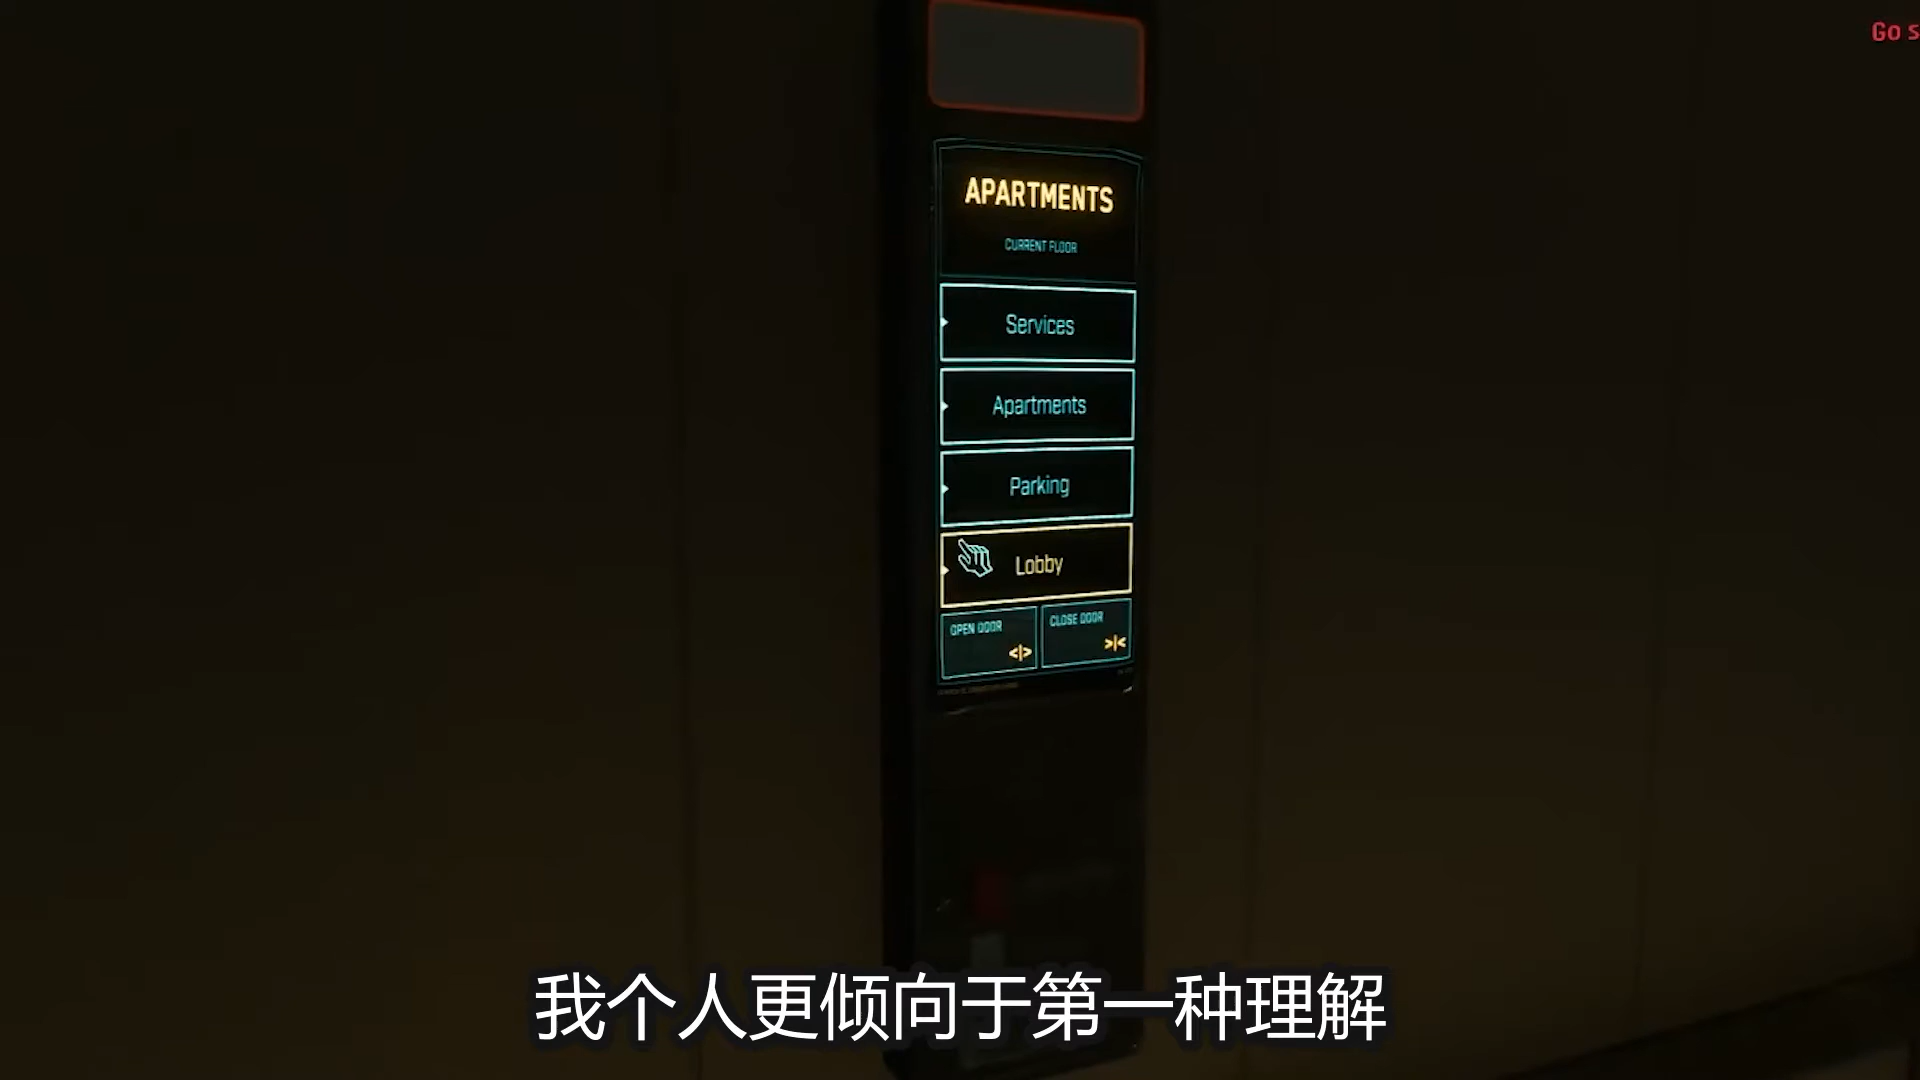 Go s
APARTMENTS
CURRENT FLOOR
Services
Apartments
Parking
Lobby
OPEN DOOR
<|>
CLOSE DOOR
>|<
我个人更倾向于第一种理解